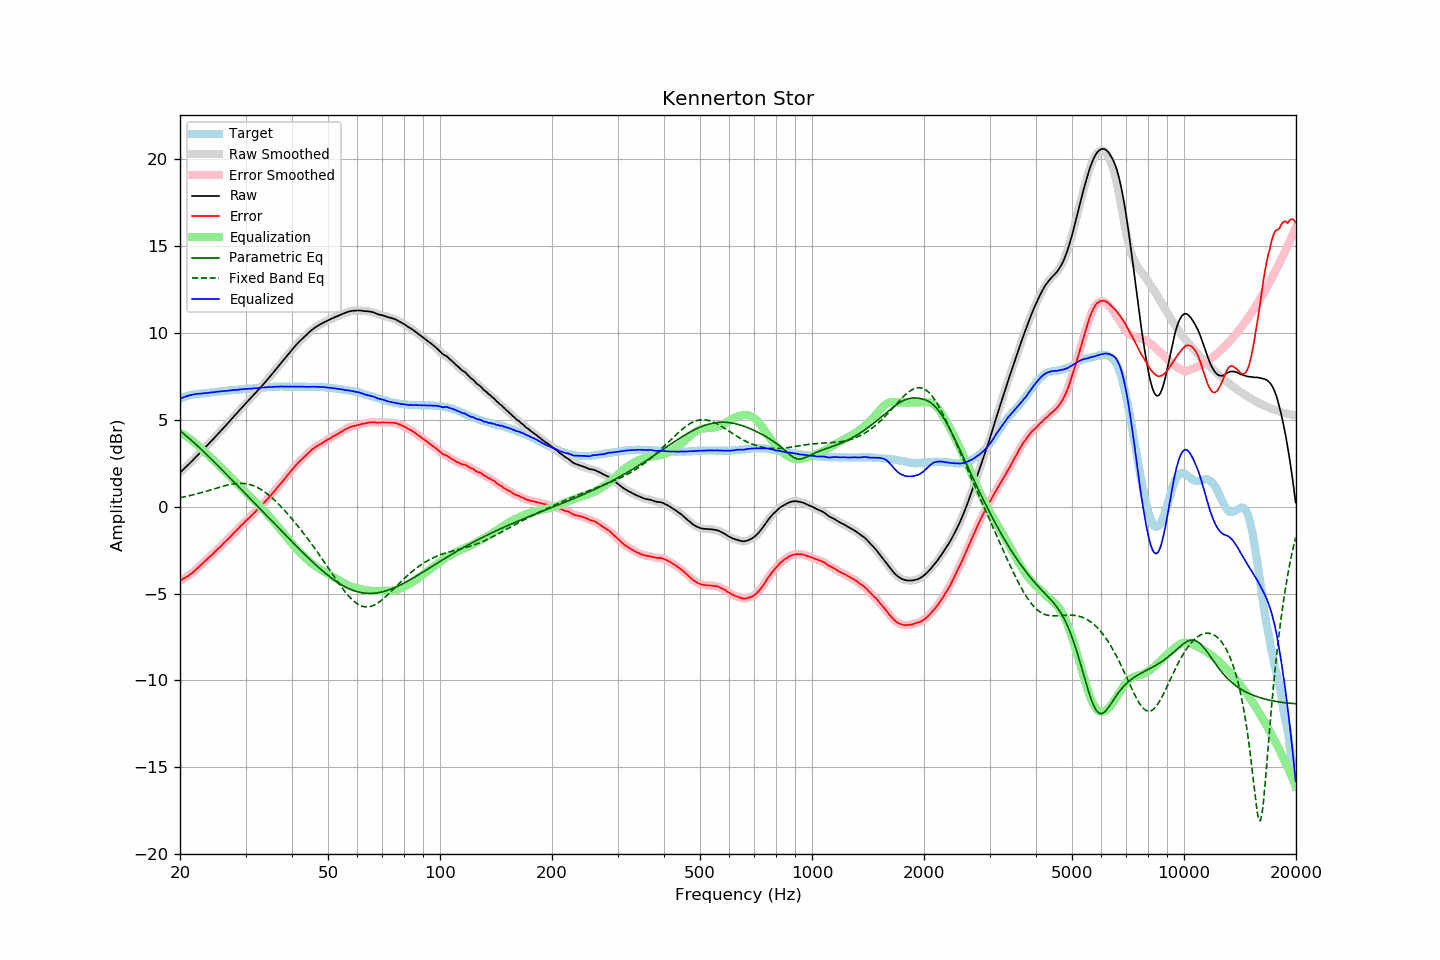 Kennerton Stor
Target
Raw Smoothed
Error Smoothed
Raw
Error
Equalization
Parametric Eq
Fixed Band Eq
Equalized
Amplitude (dBr)
20
15
10
5
0
−5
−10
−15
−20
20 50 100 200 500 1000 2000 5000 10000 20000
Frequency (Hz)